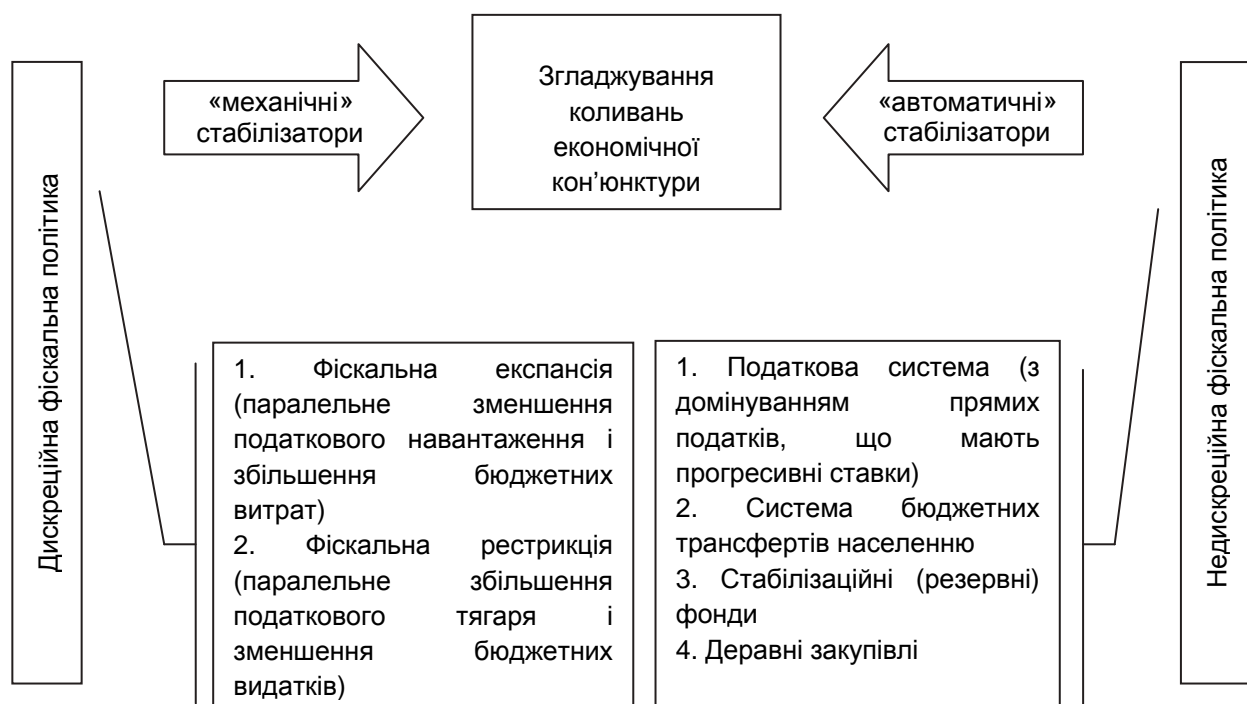 Дискреційна фіскальна політика
«механічні»
стабілізатори
Згладжування
коливань
економічної
кон’юнктури
«автоматичні»
стабілізатори
Недискреційна фіскальна політика
1. Фіскальна експансія
(паралельне зменшення
податкового навантаження і
збільшення бюджетних
витрат)
2. Фіскальна рестрикція
(паралельне збільшення
податкового тягаря і
зменшення бюджетних
видатків)
1. Податкова система (з
домінуванням прямих
податків, що мають
прогресивні ставки)
2. Система бюджетних
трансфертів населенню
3. Стабілізаційні (резервні)
фонди
4. Деравні закупівлі